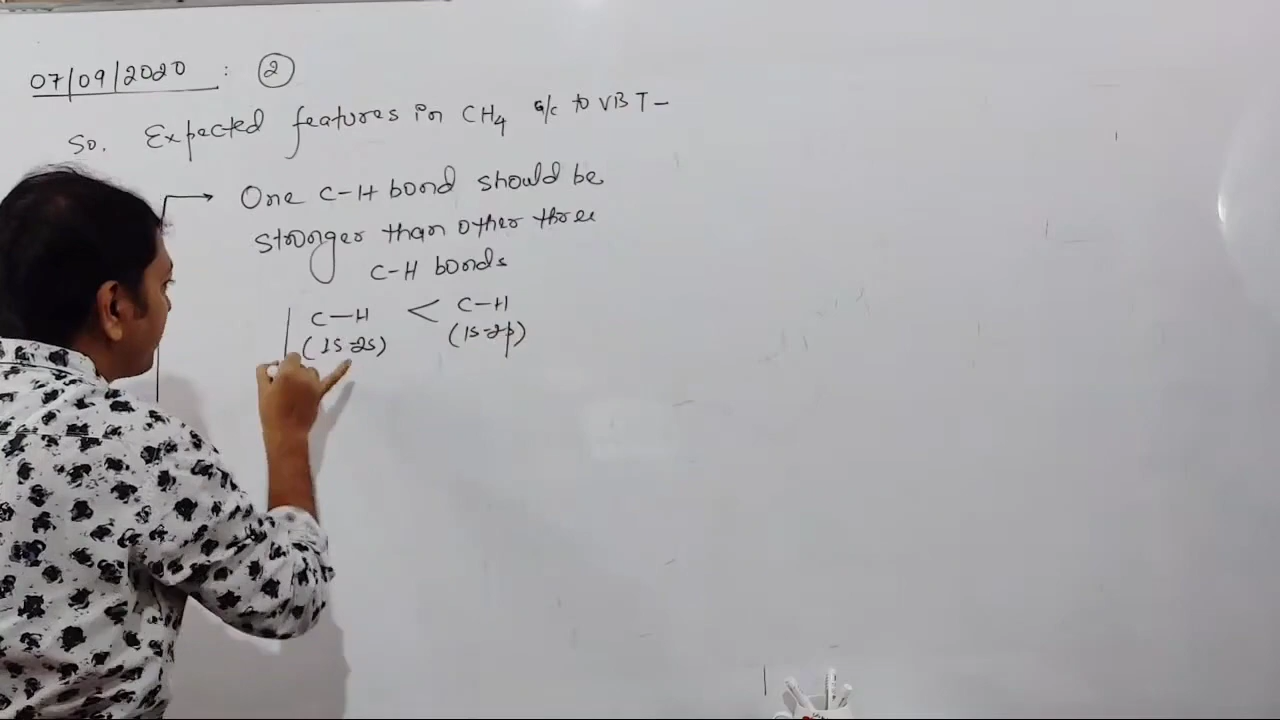 07/09/2020 : 2
So. Expected features in CH4 a/c to VBT -
One C-H bond should be
stronger than other three
C-H bonds
C-H < C-H
(1s-2s) (1s-2p)